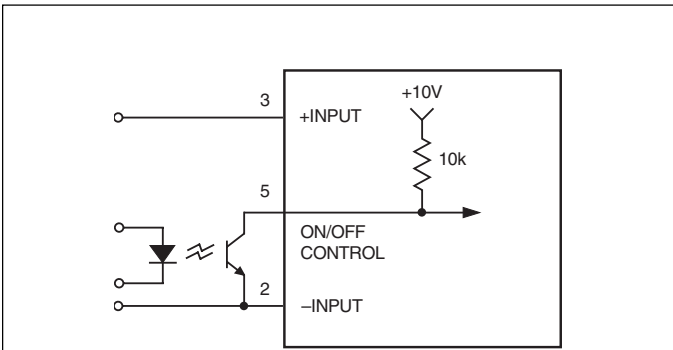 +10V
3
+INPUT
10k
5
ON/OFF
CONTROL
2
–INPUT